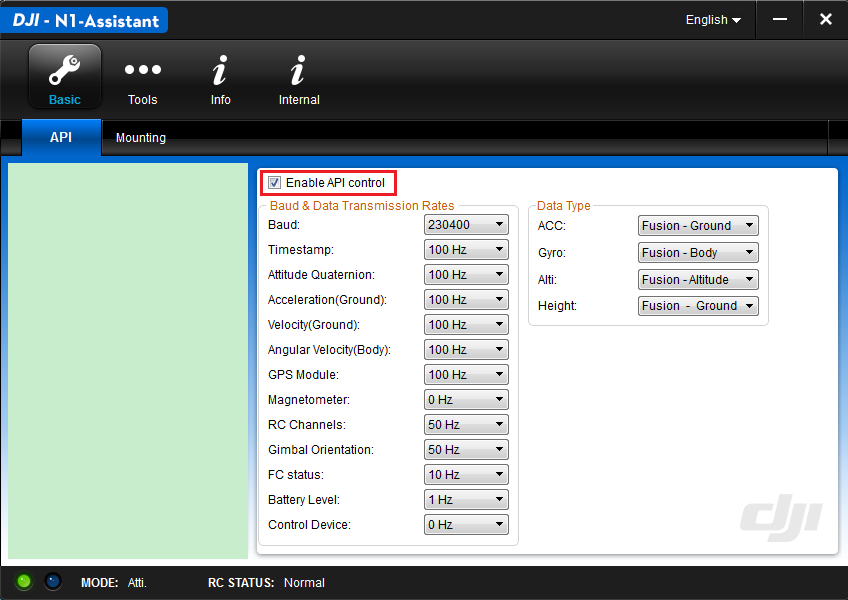 DJI - N1-Assistant
English
Basic
Tools
Info
Internal
API
Mounting
Enable API control
Baud & Data Transmission Rates
Baud: 230400
Timestamp: 100 Hz
Attitude Quaternion: 100 Hz
Acceleration(Ground): 100 Hz
Velocity(Ground): 100 Hz
Angular Velocity(Body): 100 Hz
GPS Module: 100 Hz
Magnetometer: 0 Hz
RC Channels: 50 Hz
Gimbal Orientation: 50 Hz
FC status: 10 Hz
Battery Level: 1 Hz
Control Device: 0 Hz
Data Type
ACC: Fusion - Ground
Gyro: Fusion - Body
Alti: Fusion - Altitude
Height: Fusion - Ground
dji
MODE: Atti. RC STATUS: Normal